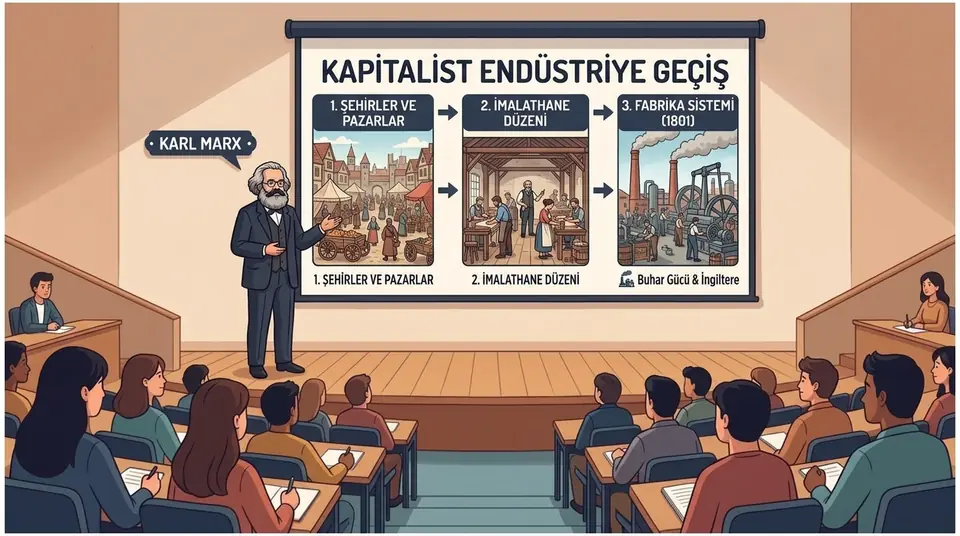 KAPİTALİST ENDÜSTRİYE GEÇİŞ
1. ŞEHİRLER VE
PAZARLAR
2. İMALATHANE
DÜZENİ
3. FABRİKA SİSTEMİ
(1801)
KARL MARX
1. ŞEHİRLER VE PAZARLAR
2. İMALATHANE DÜZENİ
Buhar Gücü & İngiltere